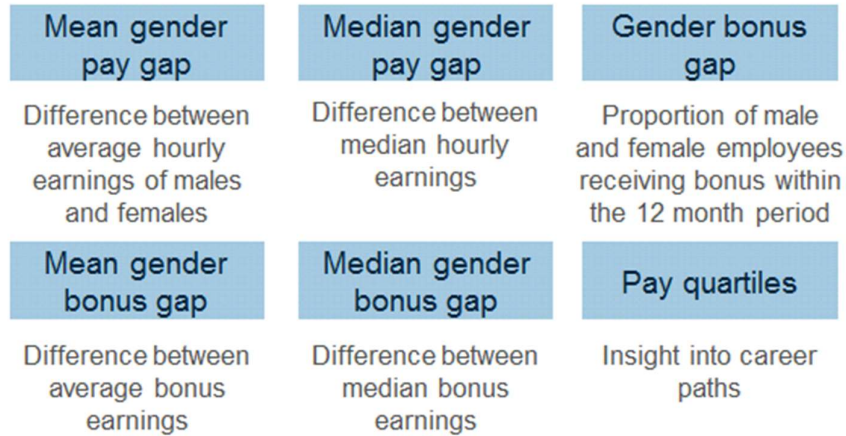 Mean gender
pay gap
Difference between
average hourly
earnings of males
and females
Median gender
pay gap
Difference between
median hourly
earnings
Gender bonus
gap
Proportion of male
and female employees
receiving bonus within
the 12 month period
Mean gender
bonus gap
Difference between
average bonus
earnings
Median gender
bonus gap
Difference between
median bonus
earnings
Pay quartiles
Insight into career
paths